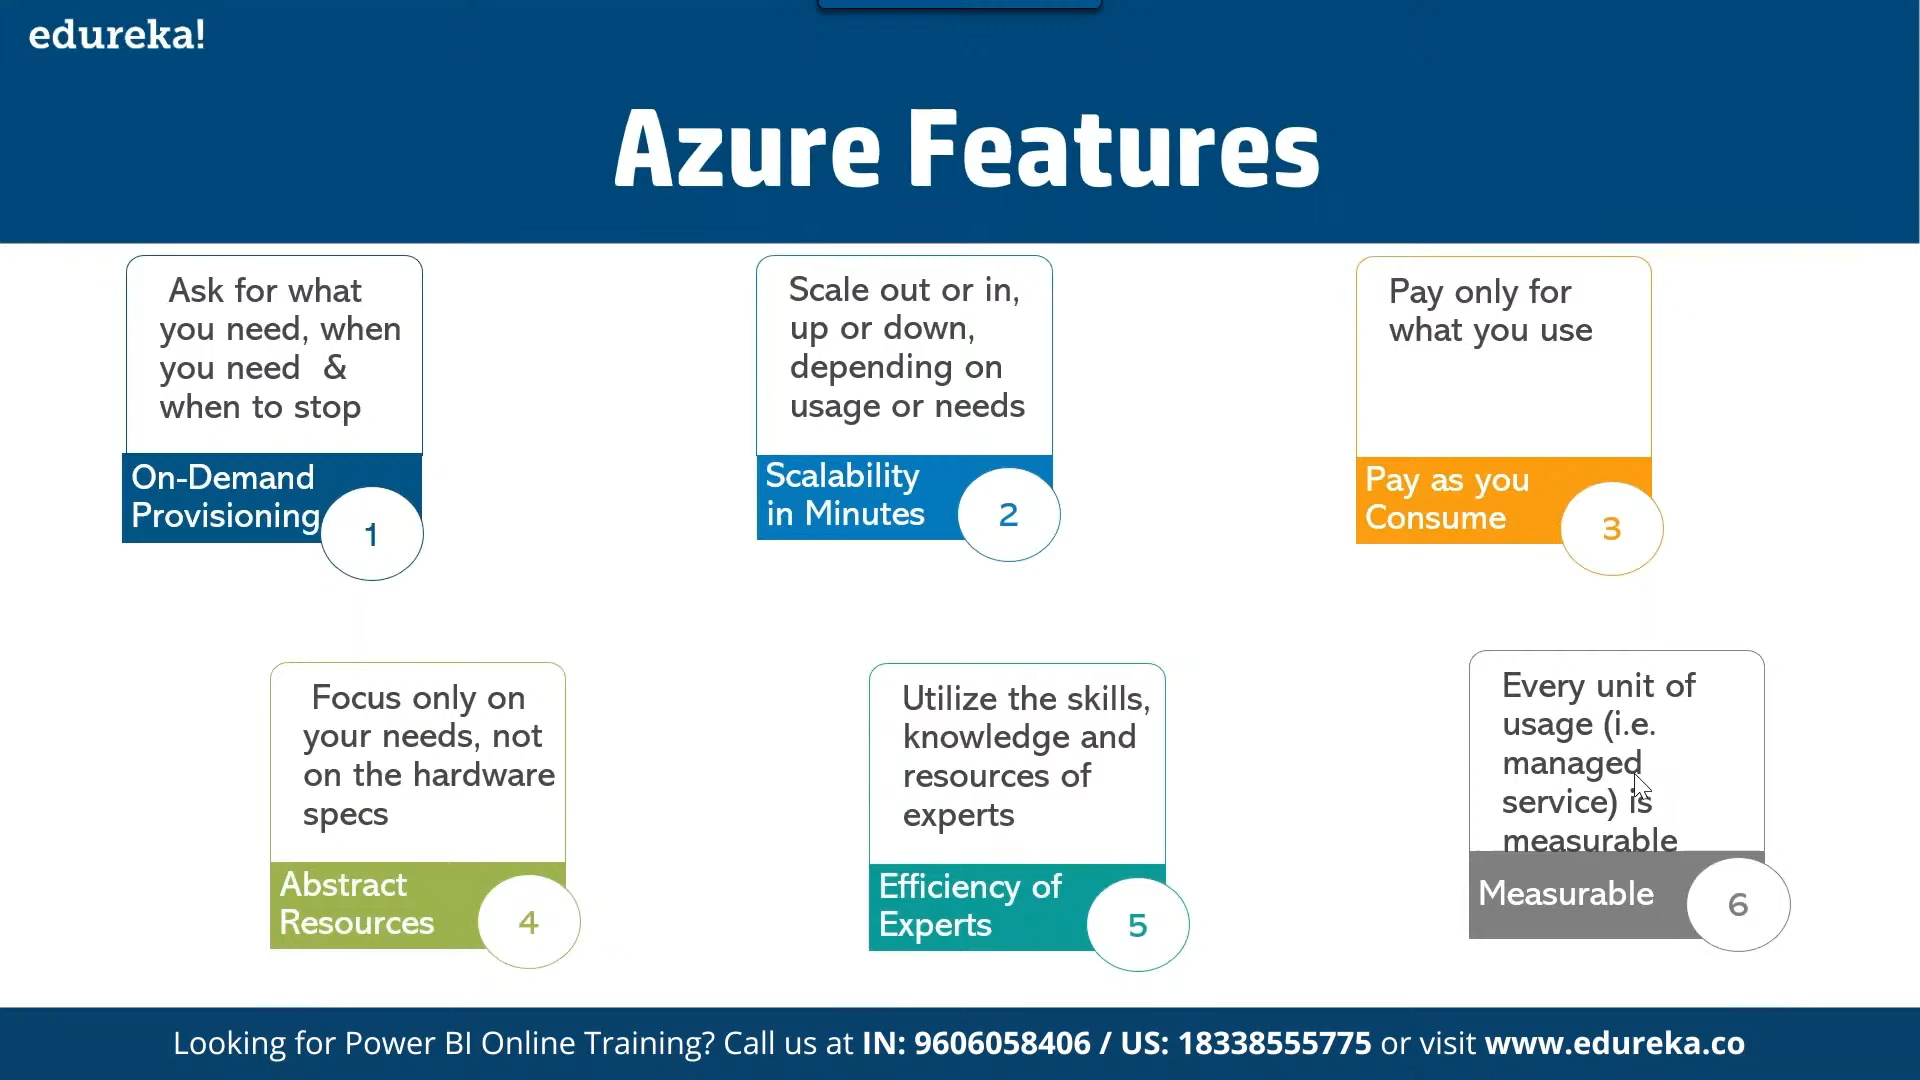 edureka!
Azure Features
Ask for what
you need, when
you need &
when to stop
On-Demand
Provisioning
1
Scale out or in,
up or down,
depending on
usage or needs
Scalability
in Minutes
2
Pay only for
what you use
Pay as you
Consume
3
Focus only on
your needs, not
on the hardware
specs
Abstract
Resources
4
Utilize the skills,
knowledge and
resources of
experts
Efficiency of
Experts
5
Every unit of
usage (i.e.
managed
service) is
measurable
Measurable
6
Looking for Power BI Online Training? Call us at IN: 9606058406 / US: 18338555775 or visit www.edureka.co